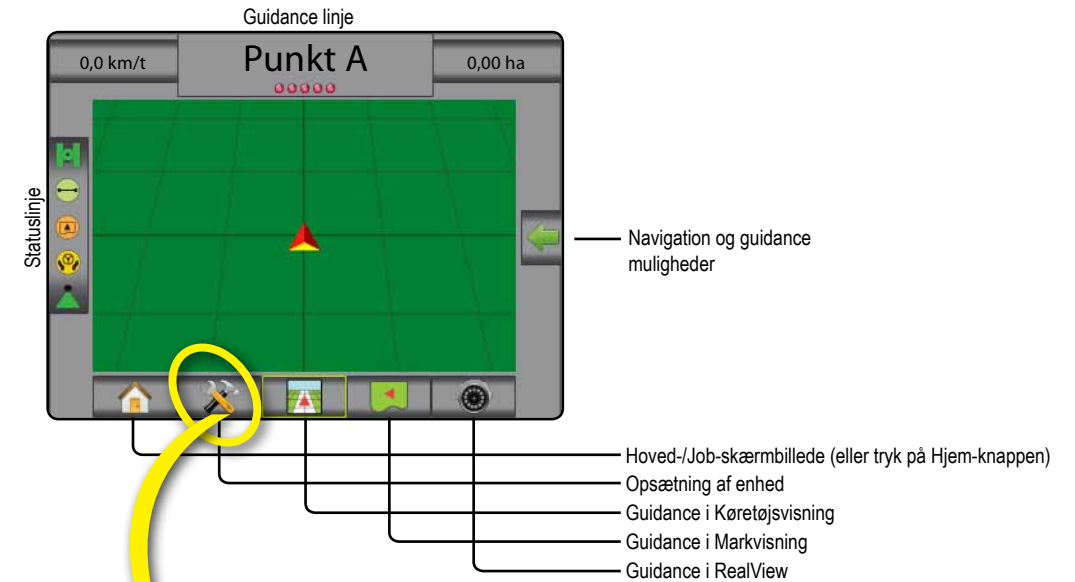 Guidance linje
0,0 km/t
Punkt A
0,00 ha
Statuslinje
Navigation og guidance
muligheder
Hoved-/Job-skærmbillede (eller tryk på Hjem-knappen)
Opsætning af enhed
Guidance i Køretøjsvisning
Guidance i Markvisning
Guidance i RealView